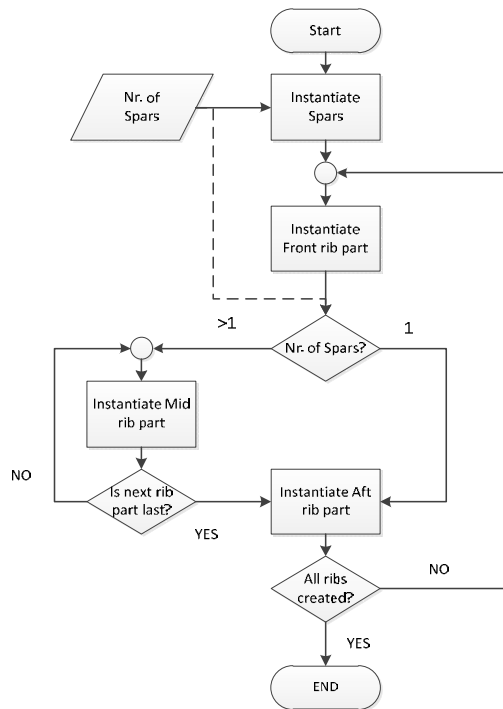 Start
Nr. of
Spars
Instantiate
Spars
Instantiate
Front rib part
>1
1
Nr. of Spars?
Instantiate Mid
rib part
NO
Is next rib
part last?
YES
Instantiate Aft
rib part
All ribs
created?
NO
YES
END